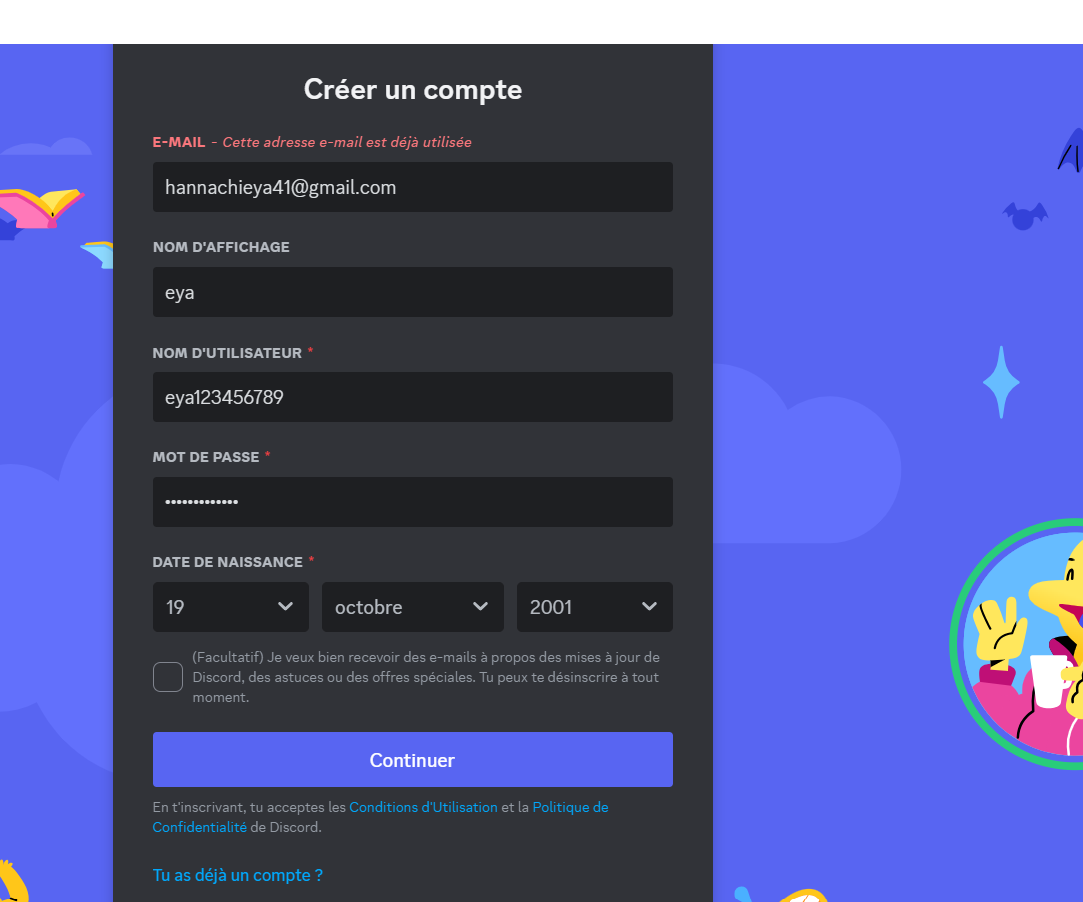 Créer un compte
E-MAIL - Cette adresse e-mail est déjà utilisée
hannachieya41@gmail.com
NOM D'AFFICHAGE
eya
NOM D'UTILISATEUR *
eya123456789
MOT DE PASSE *
•••••••••••••
DATE DE NAISSANCE *
19 octobre 2001
(Facultatif) Je veux bien recevoir des e-mails à propos des mises à jour de
Discord, des astuces ou des offres spéciales. Tu peux te désinscrire à tout
moment.
Continuer
En t'inscrivant, tu acceptes les Conditions d'Utilisation et la Politique de
Confidentialité de Discord.
Tu as déjà un compte ?